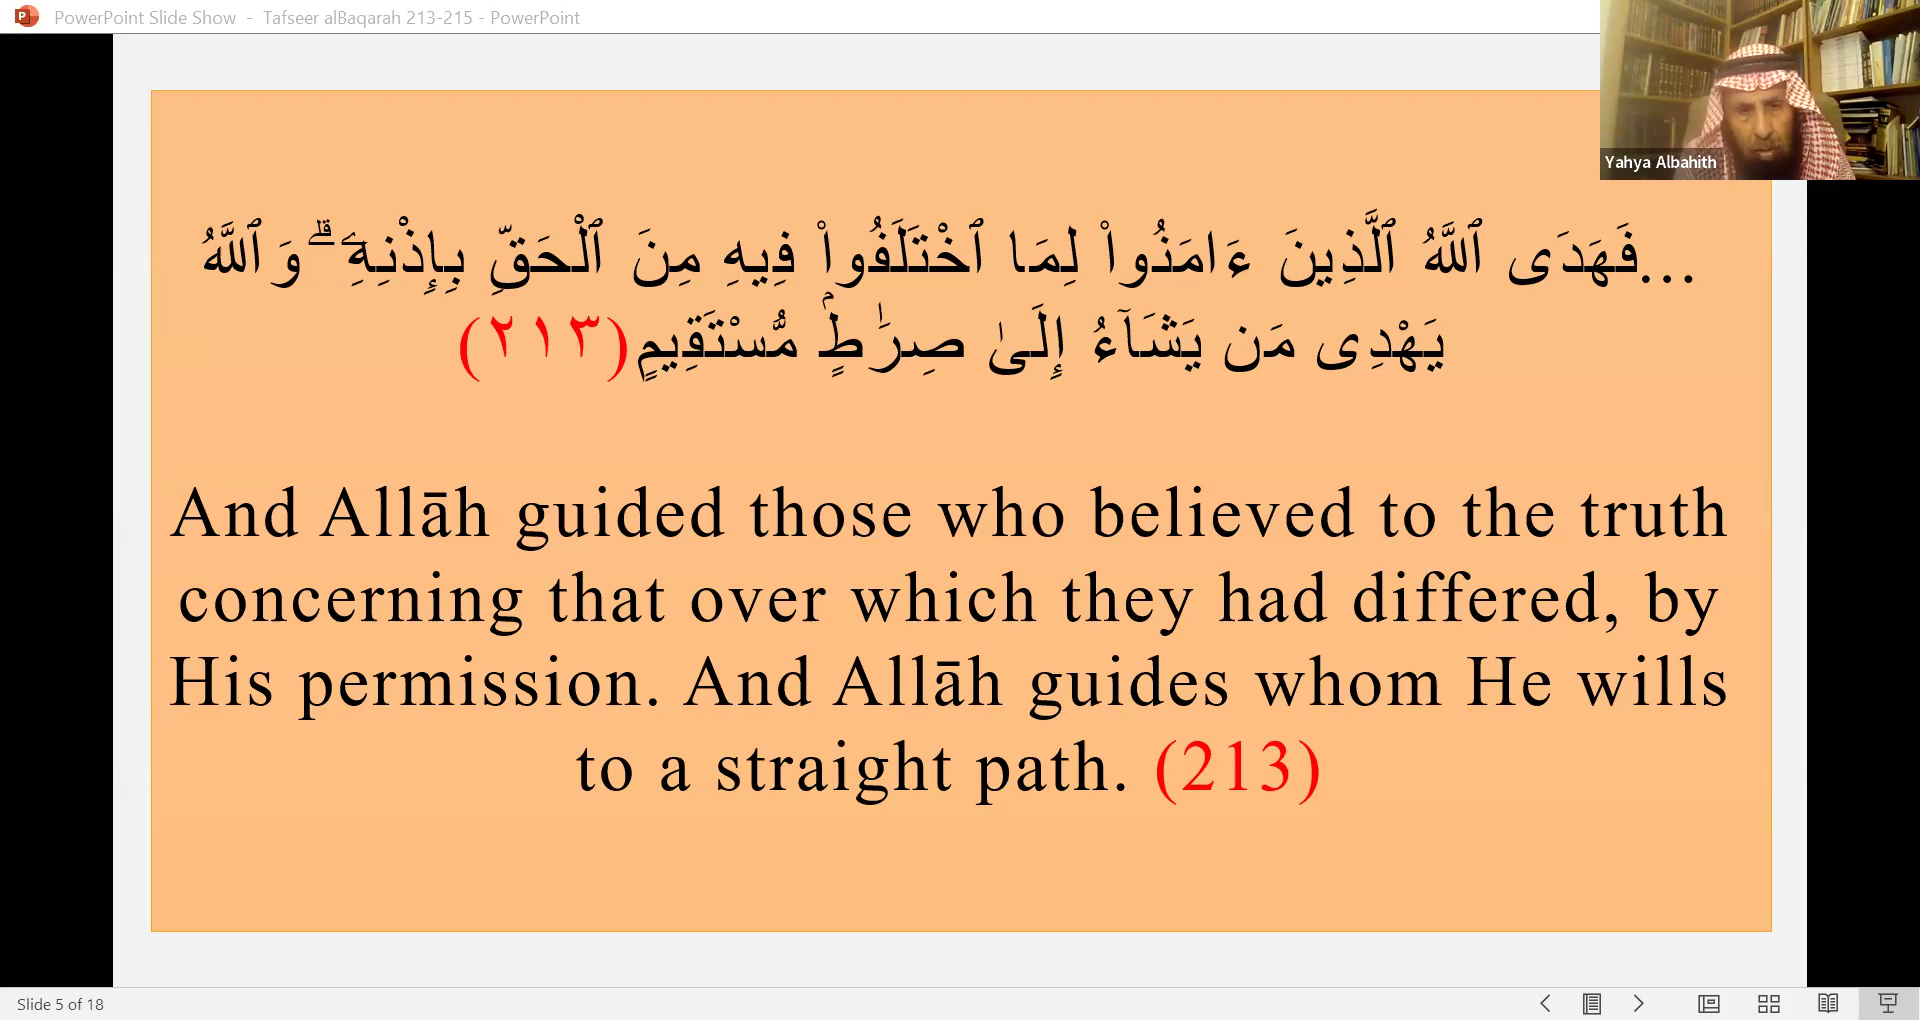 PowerPoint Slide Show - Tafseer alBaqarah 213-215 - PowerPoint
Yahya Albahith
...فَهَدَى ٱللَّهُ ٱلَّذِينَ ءَامَنُوا۟ لِمَا ٱخْتَلَفُوا۟ فِيهِ مِنَ ٱلْحَقِّ بِإِذْنِهِۦ ۗ وَٱللَّهُ
يَهْدِى مَن يَشَآءُ إِلَىٰ صِرَٰطٍۢ مُّسْتَقِيمٍ (٢١٣)
And Allāh guided those who believed to the truth
concerning that over which they had differed, by
His permission. And Allāh guides whom He wills
to a straight path. (213)
Slide 5 of 18